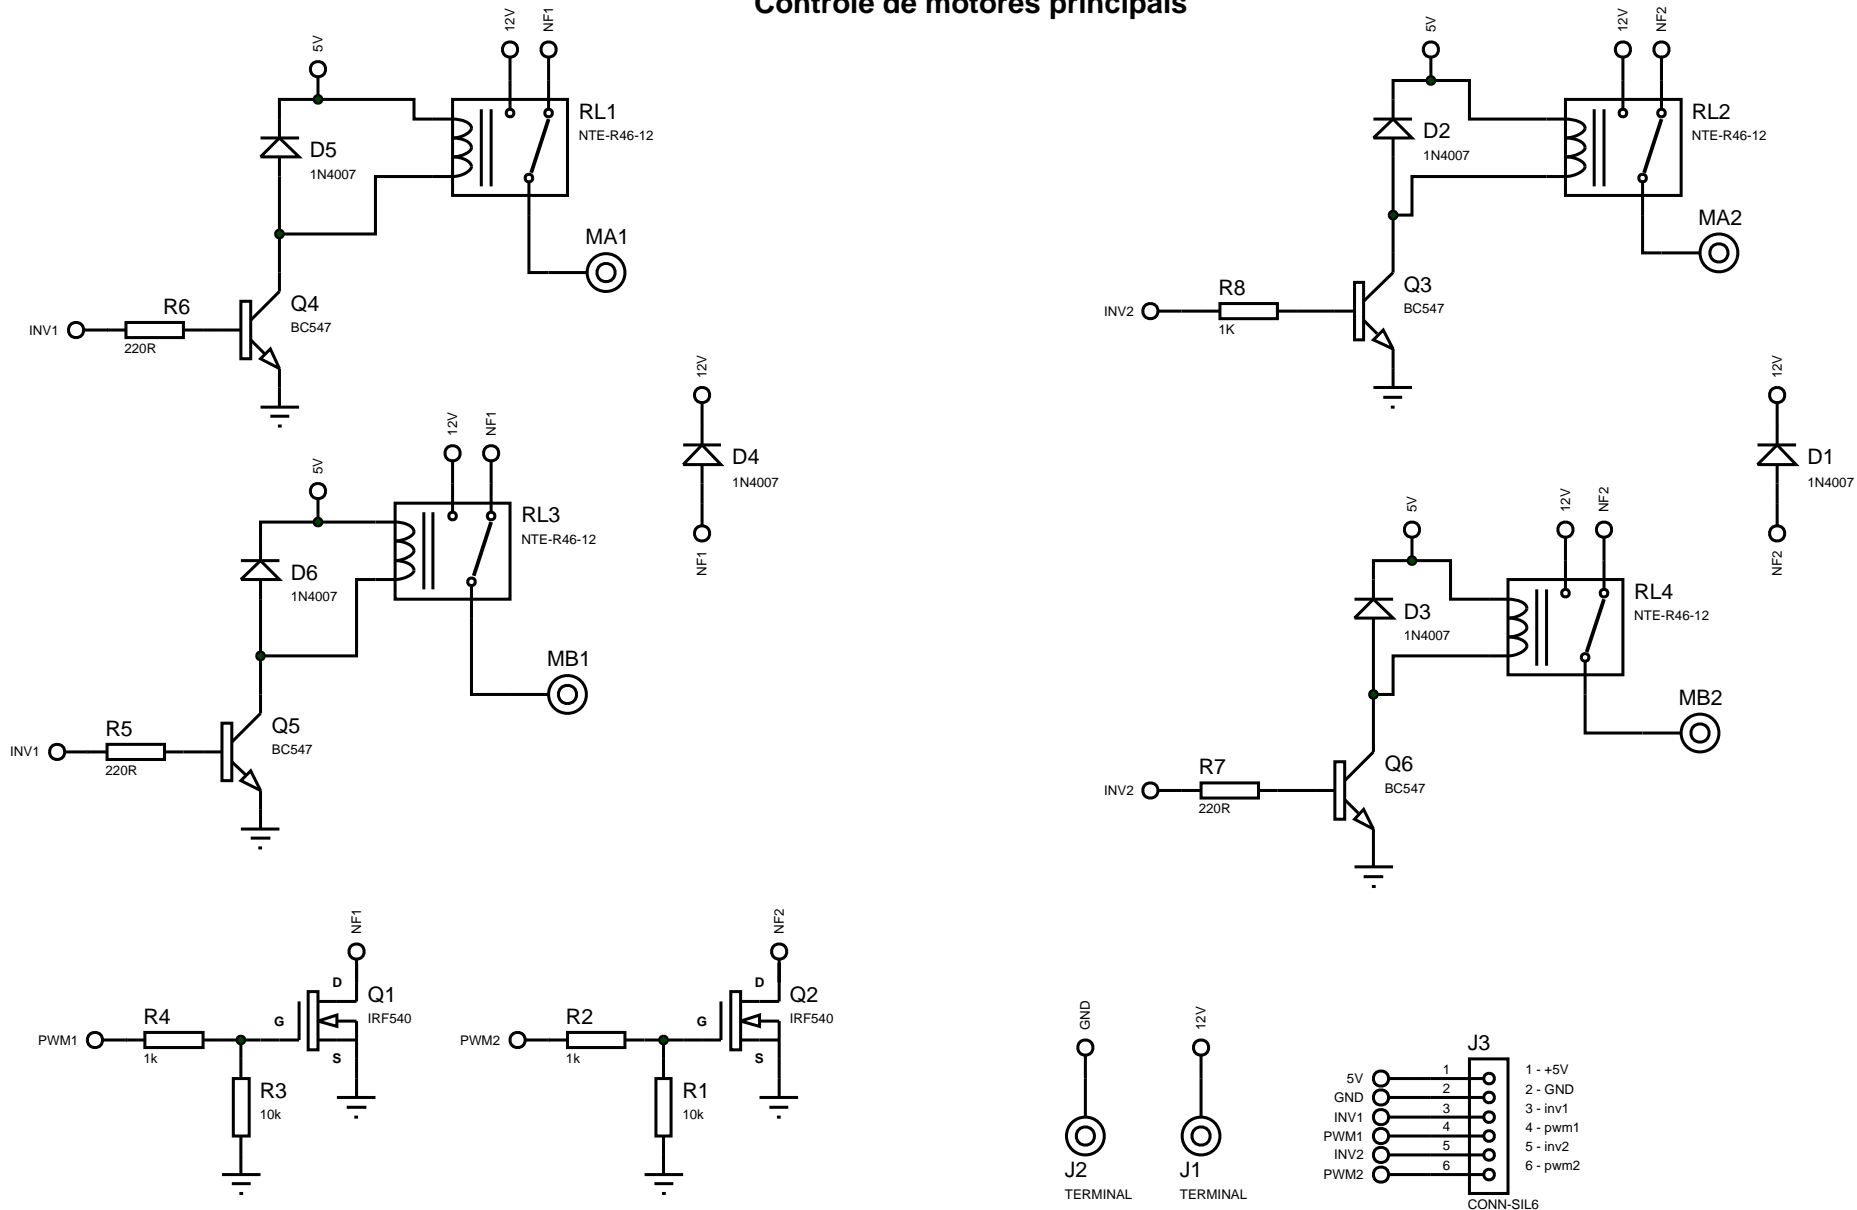 Controle de motores principais
5V
12V
NF1
RL1
NTE-R46-12
D5
1N4007
MA1
R6
220R
INV1
Q4
BC547
5V
12V
NF2
RL2
NTE-R46-12
D2
1N4007
MA2
R8
1K
INV2
Q3
BC547
12V
D4
1N4007
NF1
12V
D1
1N4007
NF2
5V
12V
NF1
RL3
NTE-R46-12
D6
1N4007
MB1
R5
220R
INV1
Q5
BC547
5V
12V
NF2
RL4
NTE-R46-12
D3
1N4007
MB2
R7
220R
INV2
Q6
BC547
NF1
D
Q1
IRF540
G
S
PWM1
R4
1k
R3
10k
NF2
D
Q2
IRF540
G
S
PWM2
R2
1k
R1
10k
GND
J2
TERMINAL
12V
J1
TERMINAL
J3
5V 1 1 - +5V
GND 2 2 - GND
INV1 3 3 - inv1
PWM1 4 4 - pwm1
INV2 5 5 - inv2
PWM2 6 6 - pwm2
CONN-SIL6